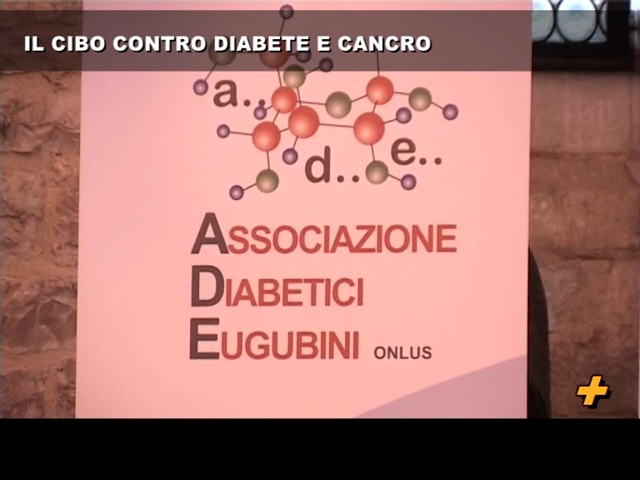 IL CIBO CONTRO DIABETE E CANCRO
a..
d..
e..
ASSOCIAZIONE
DIABETICI
EUGUBINI ONLUS